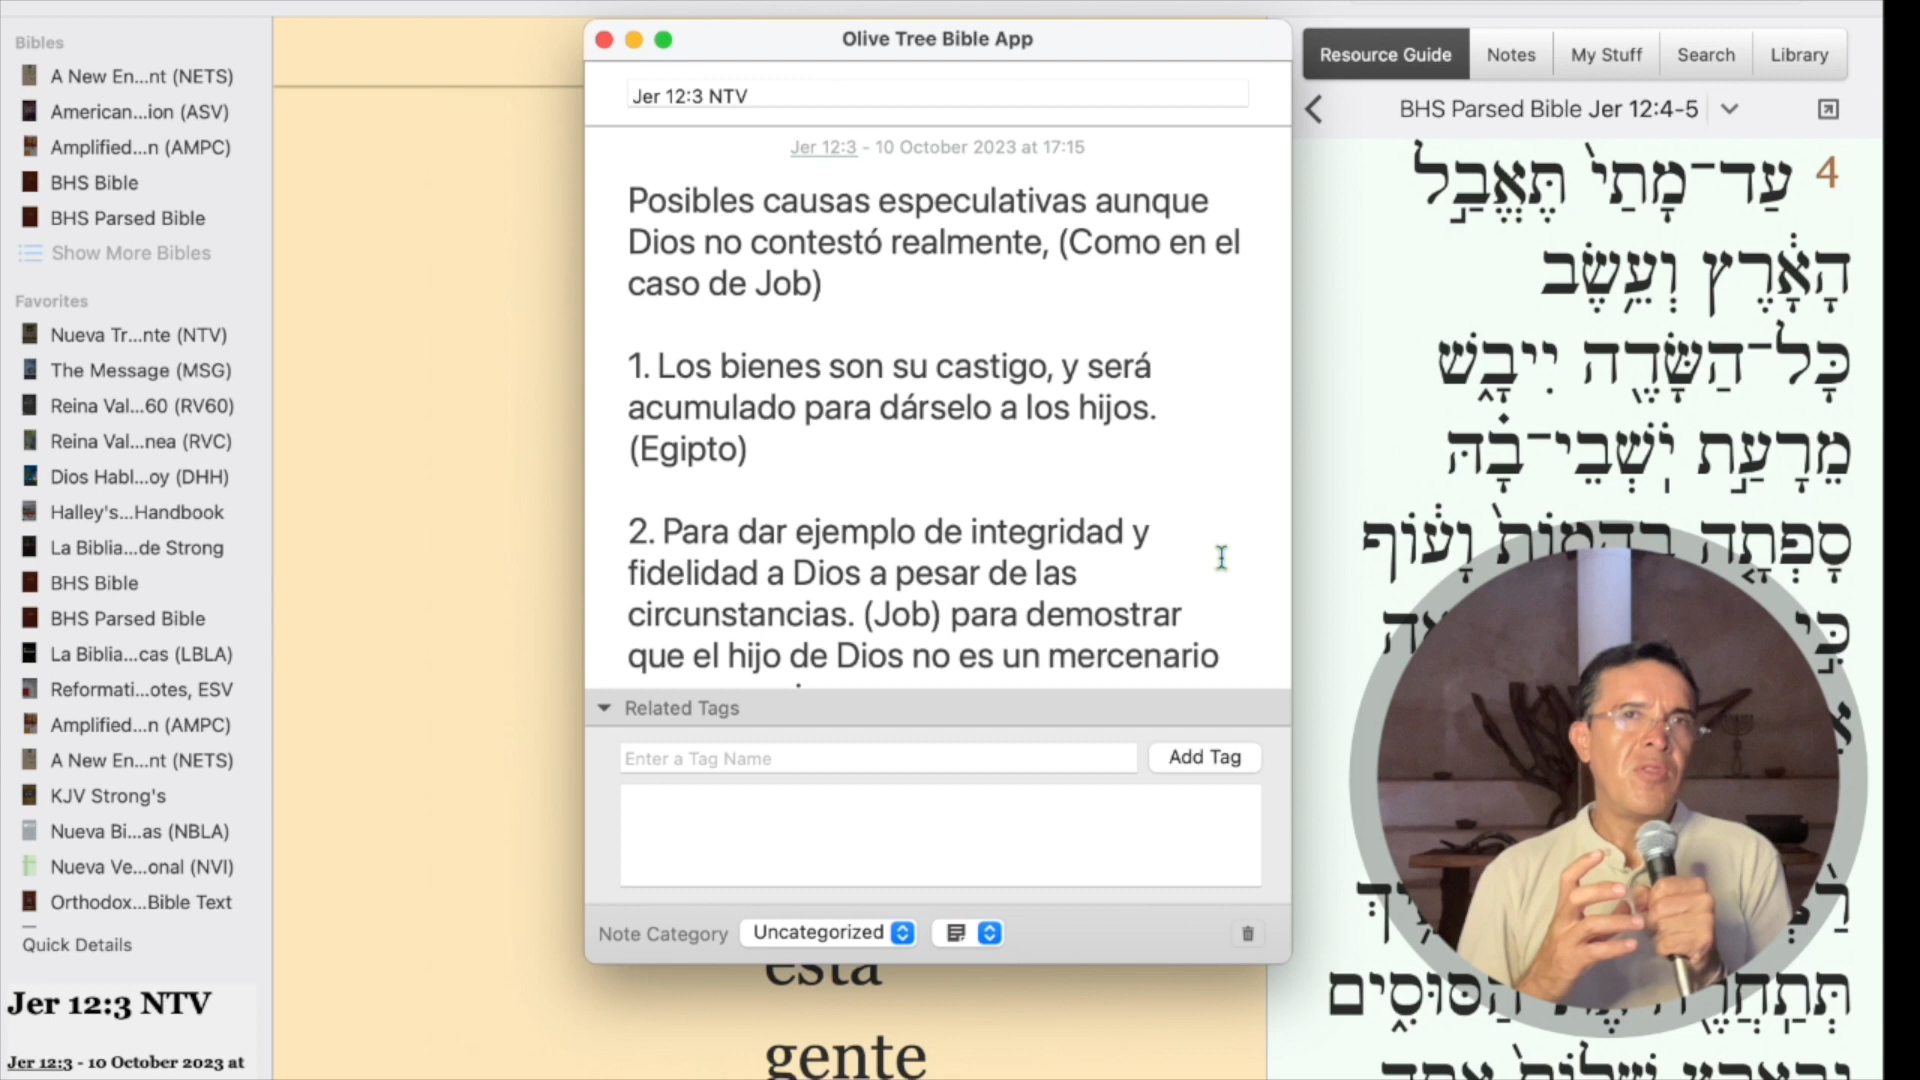 Bibles
A New En...nt (NETS)
American...ion (ASV)
Amplified...n (AMPC)
BHS Bible
BHS Parsed Bible
Show More Bibles
Favorites
Nueva Tr...nte (NTV)
The Message (MSG)
Reina Val...60 (RV60)
Reina Val...nea (RVC)
Dios Habl...oy (DHH)
Halley's...Handbook
La Biblia...de Strong
BHS Bible
BHS Parsed Bible
La Biblia...cas (LBLA)
Reformati...otes, ESV
Amplified...n (AMPC)
A New En...nt (NETS)
KJV Strong's
Nueva Bi...as (NBLA)
Nueva Ve...onal (NVI)
Orthodox...Bible Text
Quick Details
Jer 12:3 NTV
Jer 12:3 - 10 October 2023 at
Olive Tree Bible App
Jer 12:3 NTV
Jer 12:3 - 10 October 2023 at 17:15
Posibles causas especulativas aunque
Dios no contestó realmente, (Como en el
caso de Job)
1. Los bienes son su castigo, y será
acumulado para dárselo a los hijos.
(Egipto)
2. Para dar ejemplo de integridad y
fidelidad a Dios a pesar de las
circunstancias. (Job) para demostrar
que el hijo de Dios no es un mercenario
Related Tags
Enter a Tag Name
Add Tag
Note Category
Uncategorized
esta
gente
Resource Guide
Notes
My Stuff
Search
Library
BHS Parsed Bible Jer 12:4-5
4 עַד־מָתַי֙ תֶּאֱבַ֣ל
הָאָ֔רֶץ וְעֵ֥שֶׂב
כָּל־הַשָּׂדֶ֖ה יִיבָ֑שׁ
מֵרָעַ֣ת יֹֽשְׁבֵי־בָ֗הּ
סָפְתָ֤ה בְהֵמוֹת֙ וָע֔וֹף
כִּ֣י
הַסּוּסִ֑ים